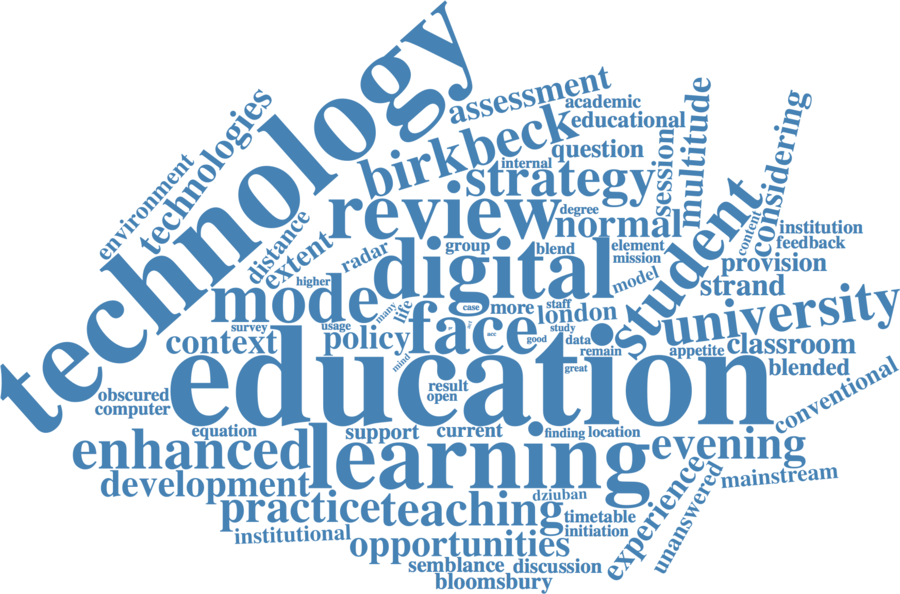 technology
assessment
academic
birkbeck
educational
technologies
question
internal
strategy
session
multitude
considering
environment
review
degree
normal
distance
extent
radar
group
blend
element
mission
content
institution
feedback
student
provision
higher
digital
model
strand
mode
many
life
case
more
staff
london
university
survey
usage
face
study
context
policy
good
data
remain
appetite
classroom
mind
great
blended
education
obscured
computer
result
open
conventional
equation
support
current
finding
location
enhanced
learning
evening
development
experience
unanswered
mainstream
practice
teaching
dziuban
timetable
initiation
institutional
opportunities
semblance
discussion
bloomsbury